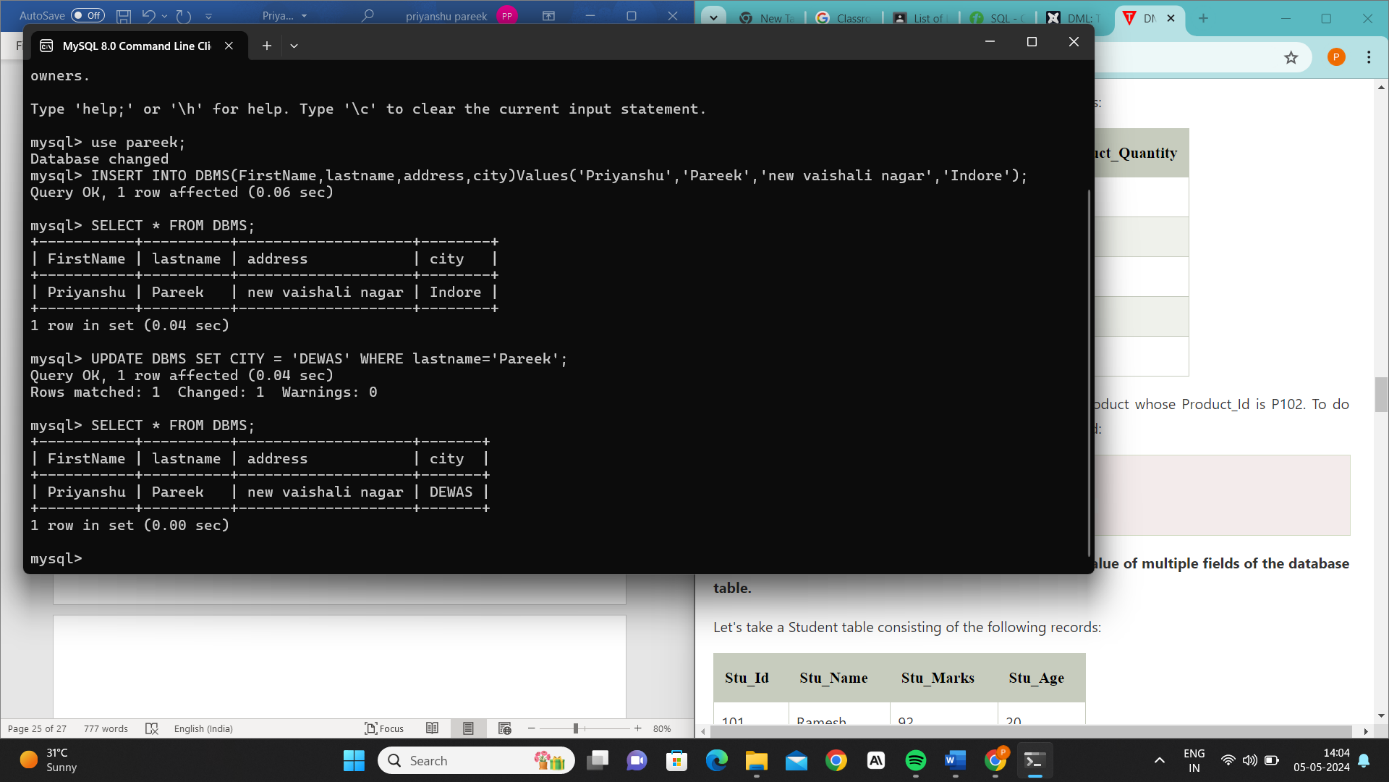 AutoSave Off Priya... priyanshu pareek PP
New Ta Classro List of SQL - DML: T DM
MySQL 8.0 Command Line Cli
P
owners.
Type 'help;' or '\h' for help. Type '\c' to clear the current input statement.
mysql> use pareek;
Database changed
mysql> INSERT INTO DBMS(FirstName,lastname,address,city)Values('Priyanshu','Pareek','new vaishali nagar','Indore');
Query OK, 1 row affected (0.06 sec)
mysql> SELECT * FROM DBMS;
+-----------+----------+--------------------+--------+
| FirstName | lastname | address            | city   |
+-----------+----------+--------------------+--------+
| Priyanshu | Pareek   | new vaishali nagar | Indore |
+-----------+----------+--------------------+--------+
1 row in set (0.04 sec)
mysql> UPDATE DBMS SET CITY = 'DEWAS' WHERE lastname='Pareek';
Query OK, 1 row affected (0.04 sec)
Rows matched: 1  Changed: 1  Warnings: 0
mysql> SELECT * FROM DBMS;
+-----------+----------+--------------------+-------+
| FirstName | lastname | address            | city  |
+-----------+----------+--------------------+-------+
| Priyanshu | Pareek   | new vaishali nagar | DEWAS |
+-----------+----------+--------------------+-------+
1 row in set (0.00 sec)
mysql>
s:
uct_Quantity
oduct whose Product_Id is P102. To do
d:
alue of multiple fields of the database
table.
Let's take a Student table consisting of the following records:
Stu_Id Stu_Name Stu_Marks Stu_Age
101 Ramesh 92 20
Page 25 of 27 777 words English (India) Focus 80%
31°C
Sunny
Search
ENG
IN
14:04
05-05-2024